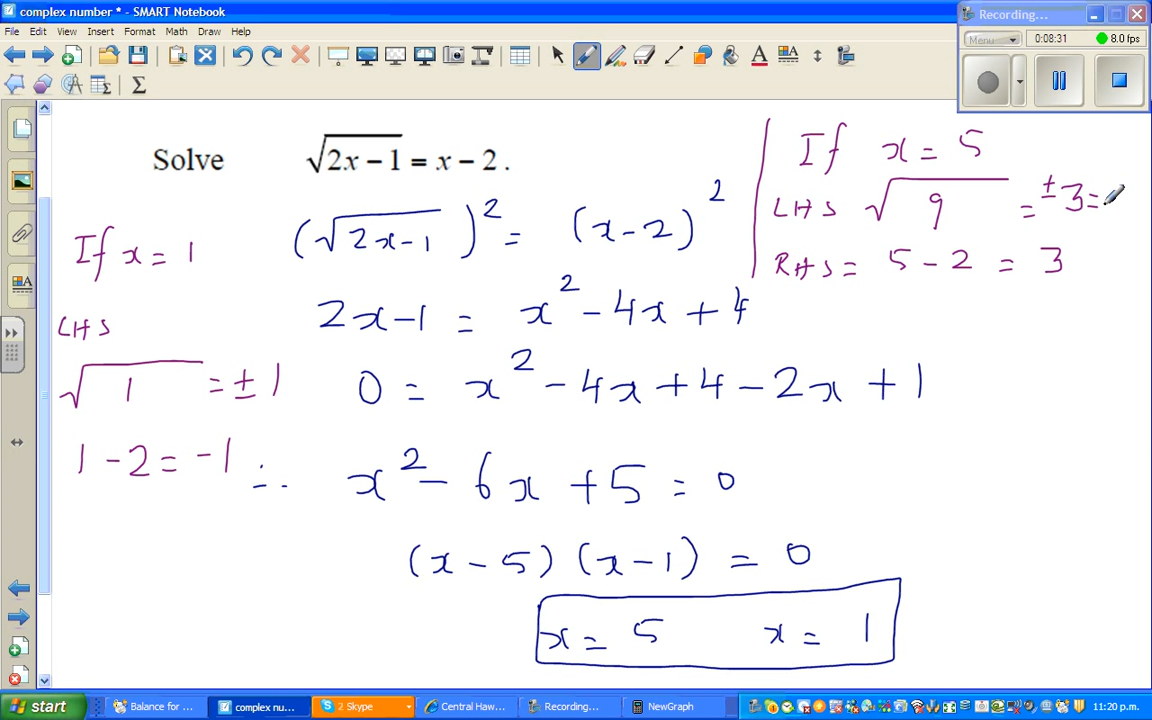 complex number * - SMART Notebook
File Edit View Insert Format Math Draw Help
Recording...
Menu
0:08:31
8.0 fps
Solve √(2x − 1) = x − 2 .
(√(2x-1))² = (x-2)²
2x-1 = x² - 4x + 4
0 = x² - 4x + 4 - 2x + 1
∴ x² - 6x + 5 = 0
(x-5)(x-1) = 0
x = 5 x = 1
If x = 1
LHS
√1 = ± 1
1 - 2 = -1
If x = 5
LHS √9 = ±3 =
RHS = 5 - 2 = 3
start
Balance for ...
complex nu...
2 Skype
Central Haw...
Recording...
NewGraph
11:20 p.m.